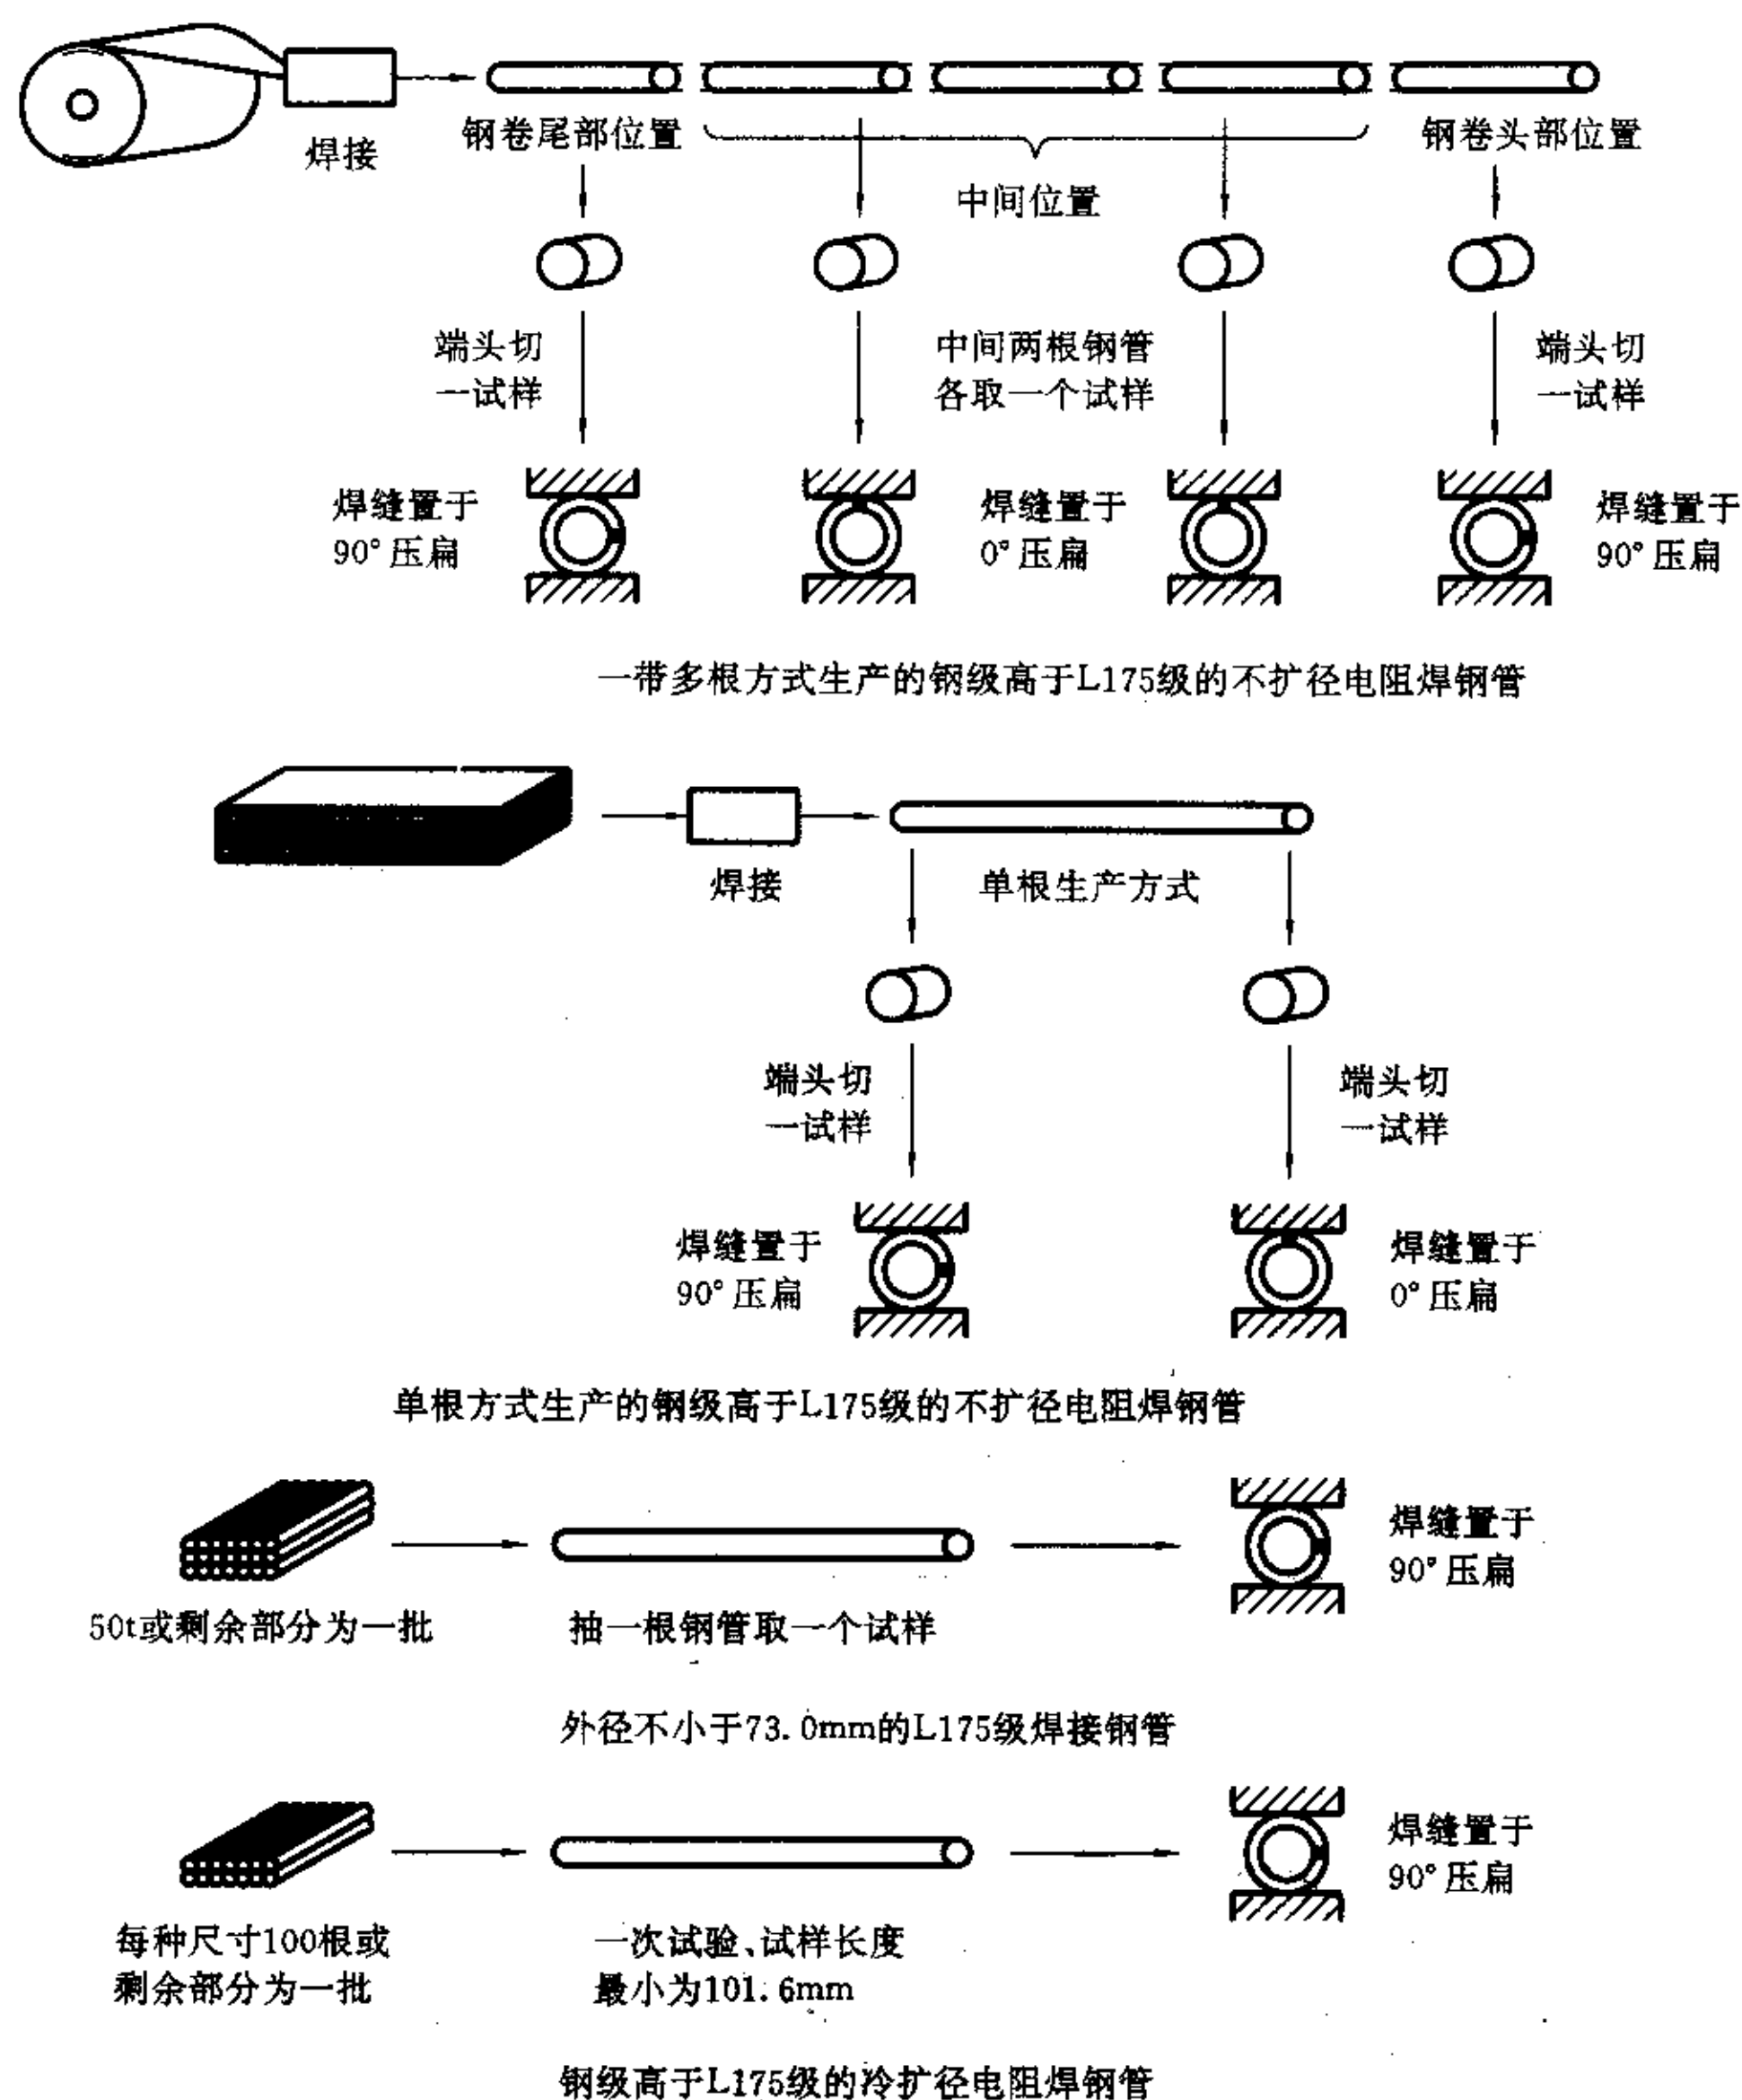 焊接
钢卷尾部位置
钢卷头部位置
中间位置
端头切
一试样
中间两根钢管
各取一个试样
端头切
一试样
焊缝置于
90°压扁
焊缝置于
0°压扁
焊缝置于
90°压扁
一带多根方式生产的钢级高于L175级的不扩径电阻焊钢管
焊接
单根生产方式
端头切
一试样
端头切
一试样
焊缝置于
90°压扁
焊缝置于
0°压扁
单根方式生产的钢级高于L175级的不扩径电阻焊钢管
焊缝置于
90°压扁
50t或剩余部分为一批
抽一根钢管取一个试样
外径不小于73.0mm的L175级焊接钢管
焊缝置于
90°压扁
每种尺寸100根或
剩余部分为一批
一次试验、试样长度
最小为101.6mm
钢级高于L175级的冷扩径电阻焊钢管